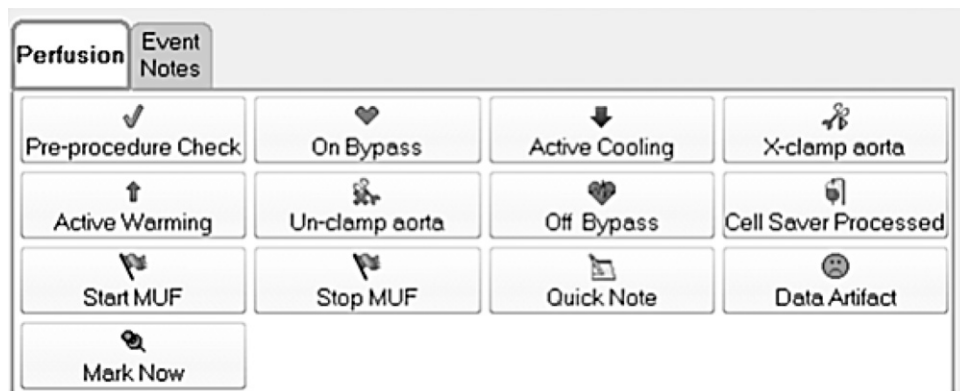 Perfusion
Event
Notes
Pre-procedure Check
On Bypass
Active Cooling
X-clamp aorta
Active Warming
Un-clamp aorta
Off Bypass
Cell Saver Processed
Start MUF
Stop MUF
Quick Note
Data Artifact
Mark Now